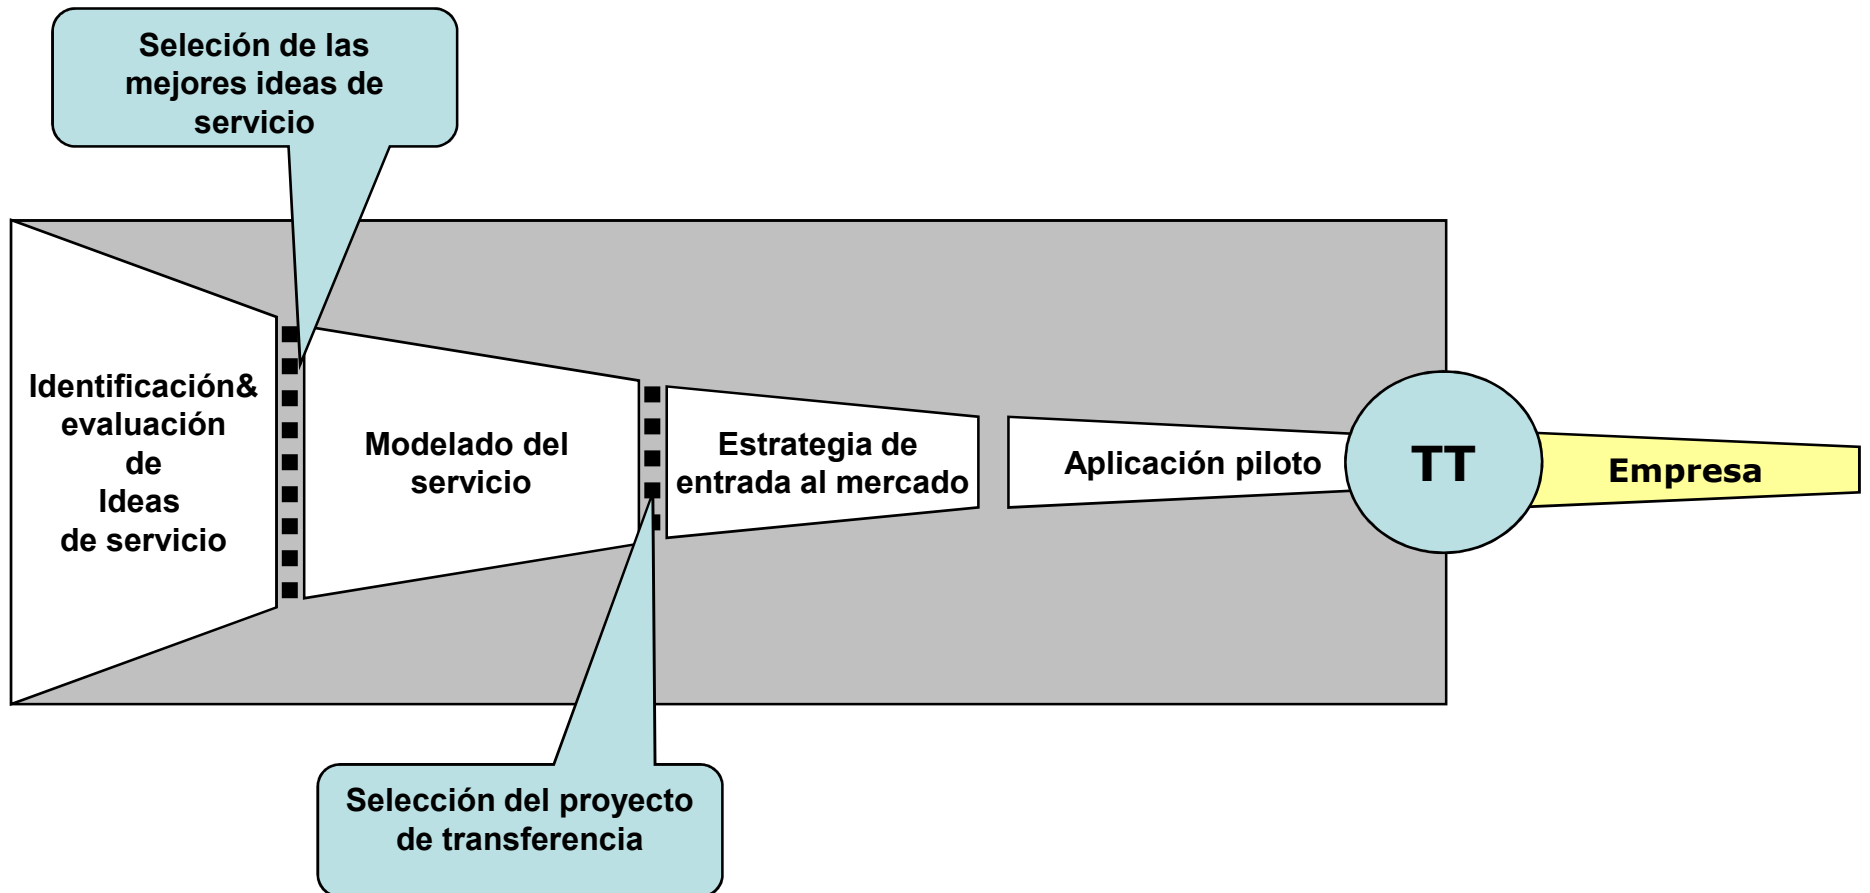 Seleción de las
mejores ideas de
servicio
Identificación&
evaluación
de
Ideas
de servicio
Modelado del
servicio
Estrategia de
entrada al mercado
Aplicación piloto
TT
Empresa
Selección del proyecto
de transferencia